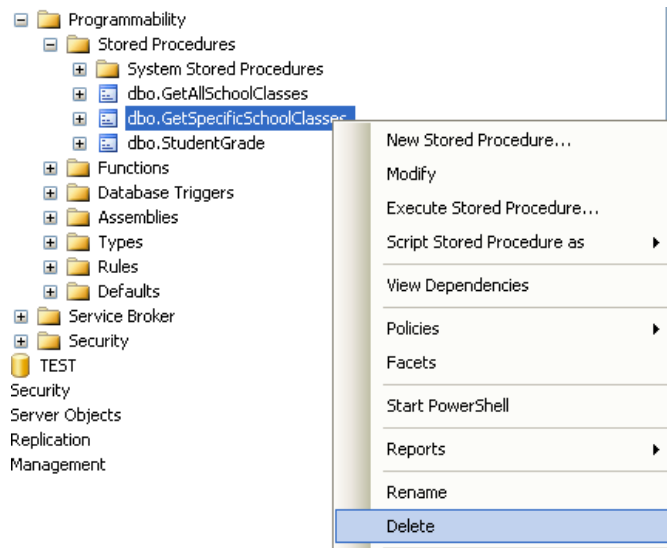 Programmability
Stored Procedures
System Stored Procedures
dbo.GetAllSchoolClasses
dbo.GetSpecificSchoolClasses
dbo.StudentGrade
Functions
Database Triggers
Assemblies
Types
Rules
Defaults
Service Broker
Security
TEST
Security
Server Objects
Replication
Management
New Stored Procedure...
Modify
Execute Stored Procedure...
Script Stored Procedure as
View Dependencies
Policies
Facets
Start PowerShell
Reports
Rename
Delete